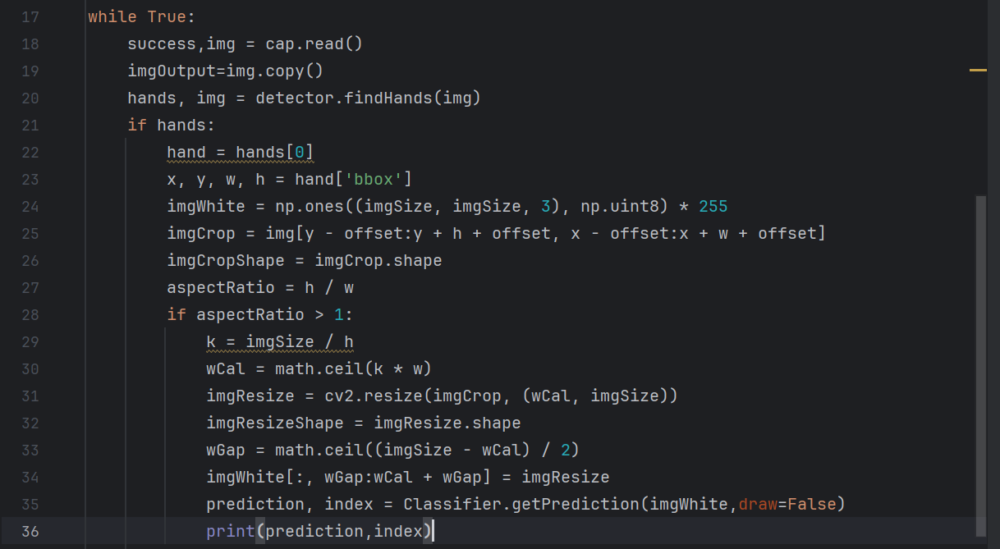 17 while True:
18     success,img = cap.read()
19     imgOutput=img.copy()
20     hands, img = detector.findHands(img)
21     if hands:
22         hand = hands[0]
23         x, y, w, h = hand['bbox']
24         imgWhite = np.ones((imgSize, imgSize, 3), np.uint8) * 255
25         imgCrop = img[y - offset:y + h + offset, x - offset:x + w + offset]
26         imgCropShape = imgCrop.shape
27         aspectRatio = h / w
28         if aspectRatio > 1:
29             k = imgSize / h
30             wCal = math.ceil(k * w)
31             imgResize = cv2.resize(imgCrop, (wCal, imgSize))
32             imgResizeShape = imgResize.shape
33             wGap = math.ceil((imgSize - wCal) / 2)
34             imgWhite[:, wGap:wCal + wGap] = imgResize
35             prediction, index = Classifier.getPrediction(imgWhite,draw=False)
36             print(prediction,index)